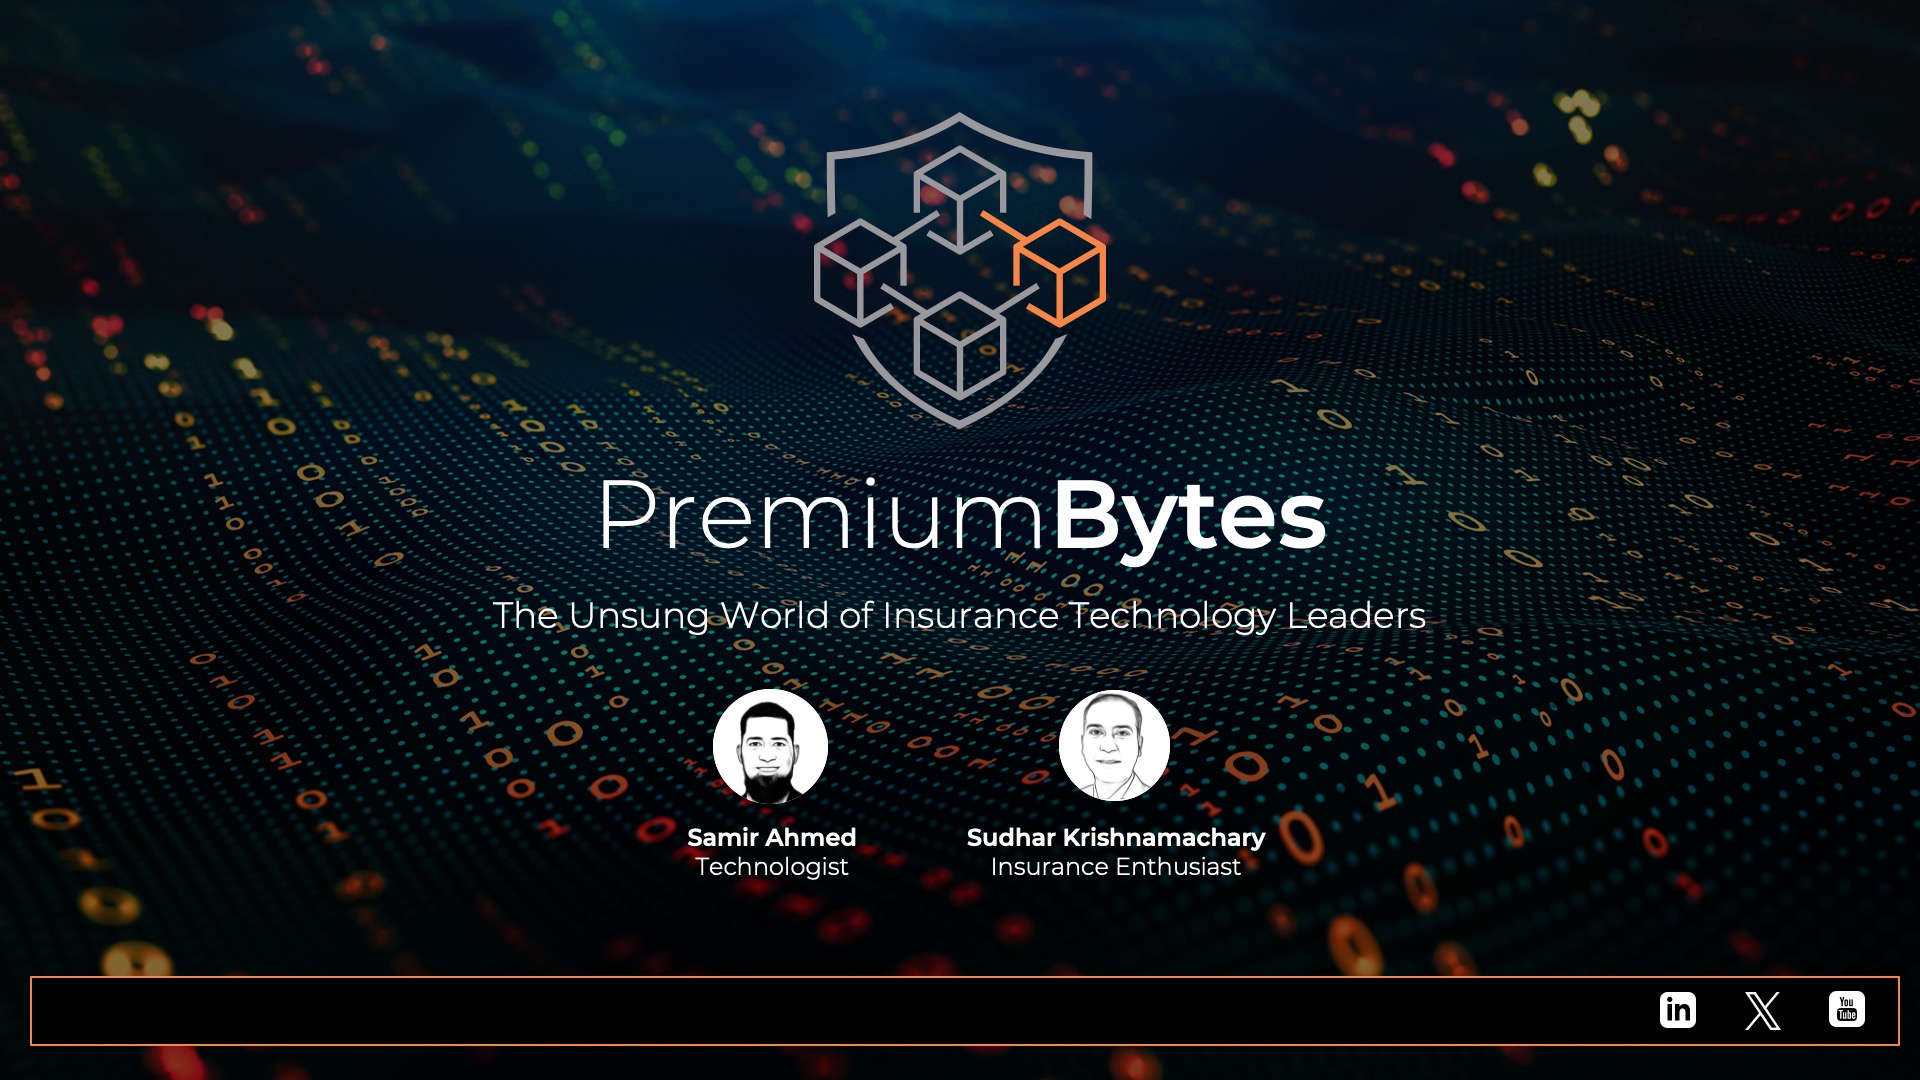 PremiumBytes
The Unsung World of Insurance Technology Leaders
Samir Ahmed
Technologist
Sudhar Krishnamachary
Insurance Enthusiast
in
X
You
Tube